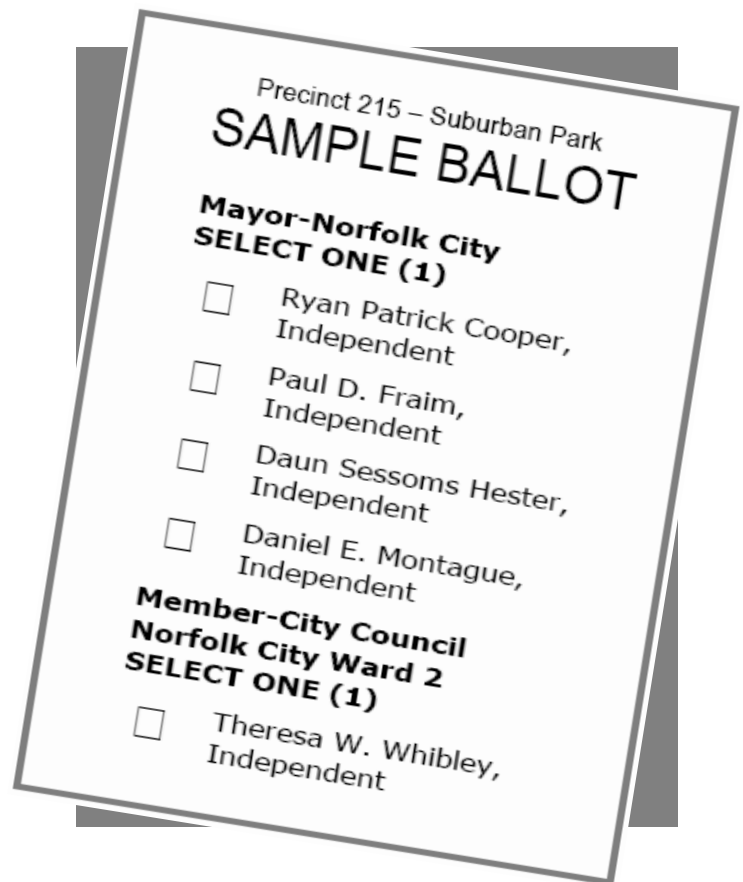 Precinct 215 – Suburban Park
SAMPLE BALLOT
Mayor-Norfolk City
SELECT ONE (1)
Ryan Patrick Cooper,
Independent
Paul D. Fraim,
Independent
Daun Sessoms Hester,
Independent
Daniel E. Montague,
Independent
Member-City Council
Norfolk City Ward 2
SELECT ONE (1)
Theresa W. Whibley,
Independent